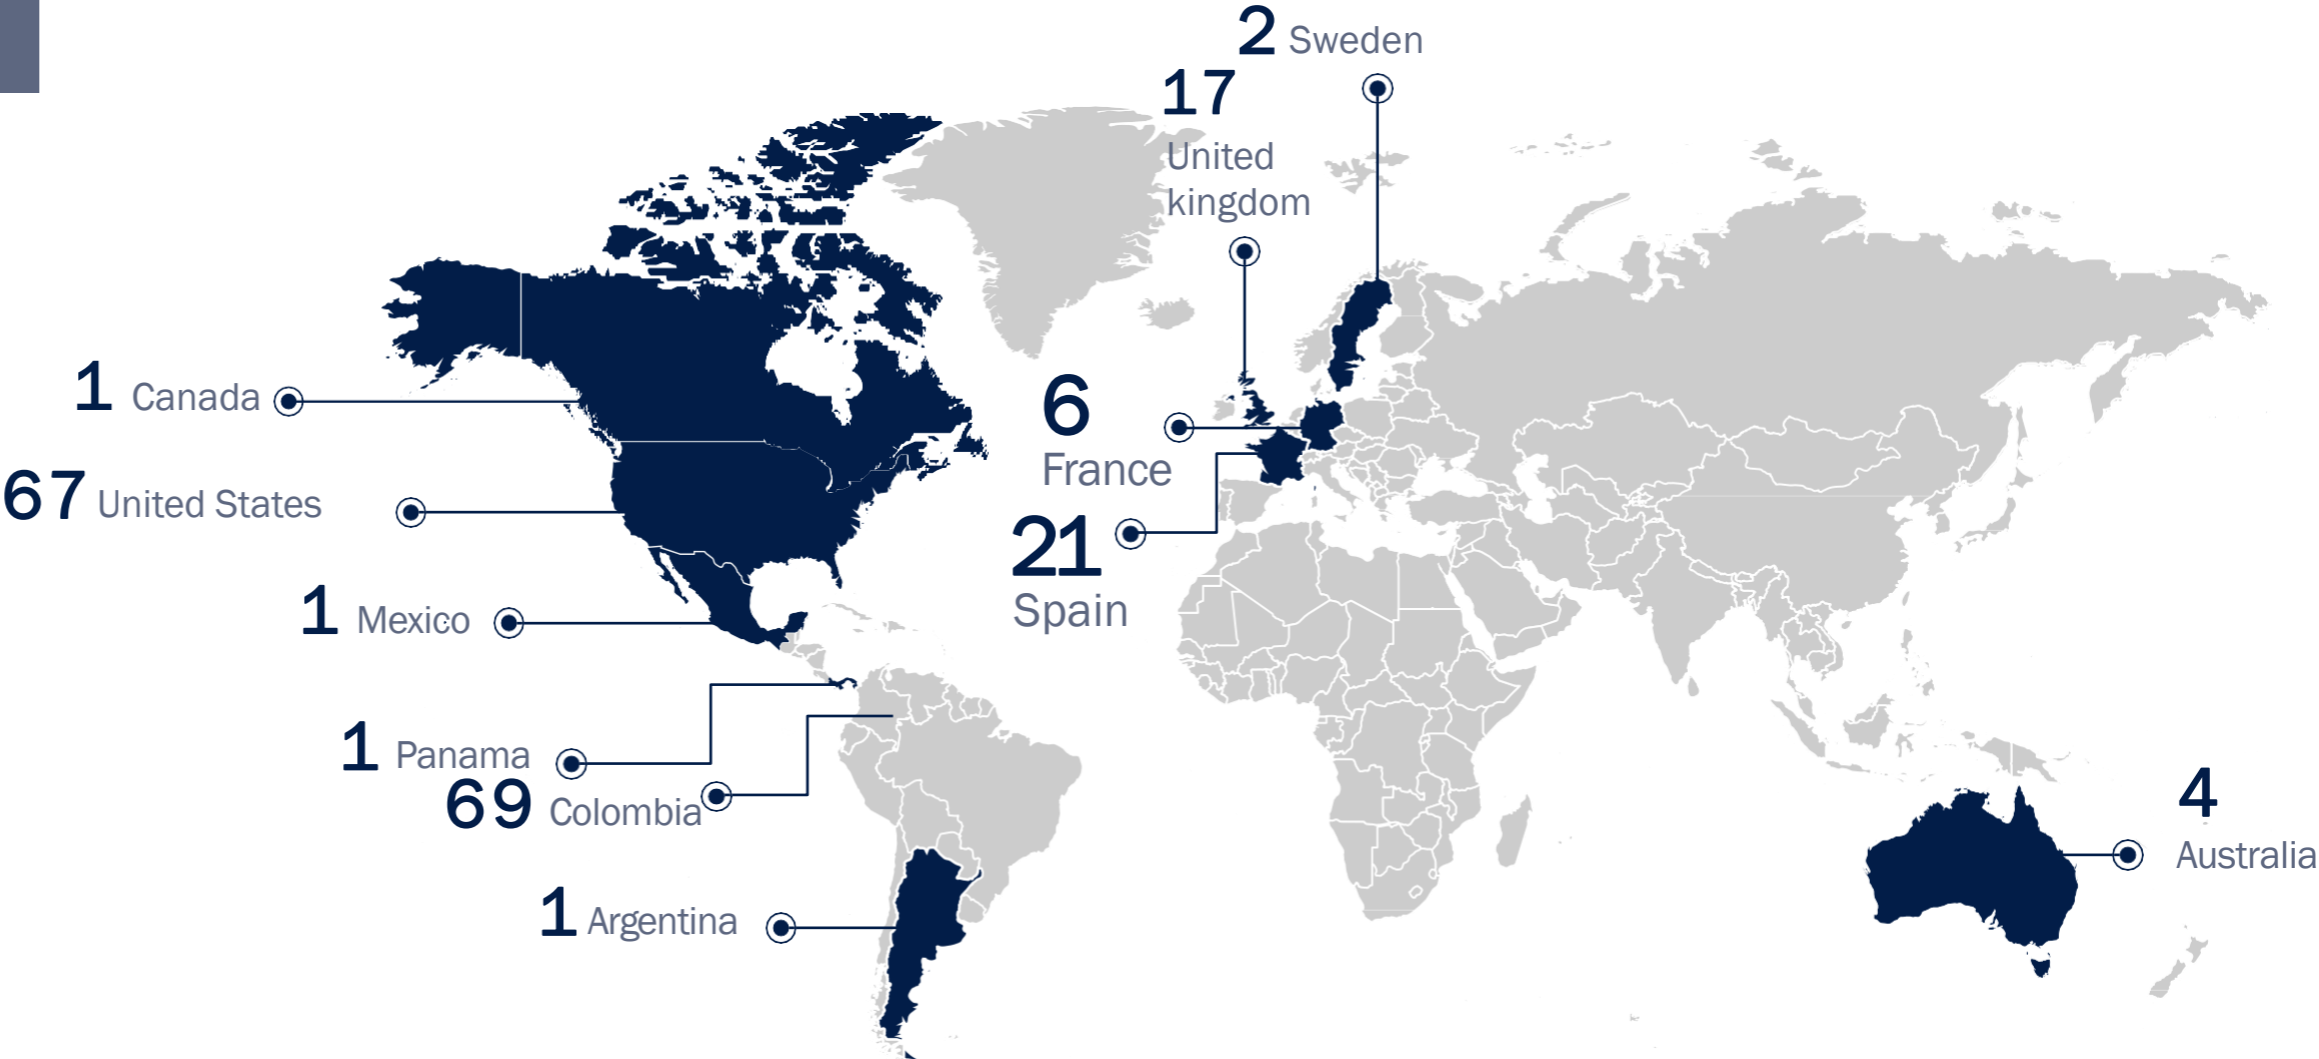 2 Sweden
17
United
kingdom
1 Canada
6
France
67 United States
21
Spain
1 Mexico
1 Panama
69 Colombia
4
Australia
1 Argentina